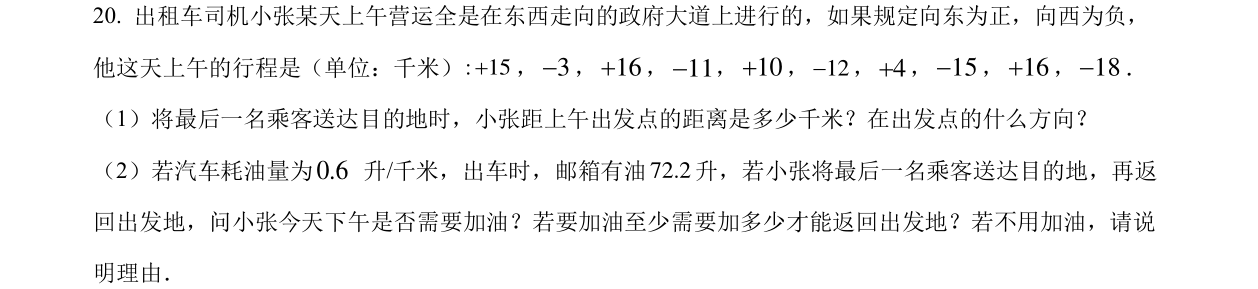 20. 出租车司机小张某天上午营运全是在东西走向的政府大道上进行的，如果规定向东为正，向西为负，
他这天上午的行程是（单位：千米）:+15，−3，+16，−11，+10，−12，+4，−15，+16，−18．
（1）将最后一名乘客送达目的地时，小张距上午出发点的距离是多少千米？在出发点的什么方向？
（2）若汽车耗油量为0.6 升/千米，出车时，邮箱有油72.2升，若小张将最后一名乘客送达目的地，再返
回出发地，问小张今天下午是否需要加油？若要加油至少需要加多少才能返回出发地？若不用加油，请说
明理由．